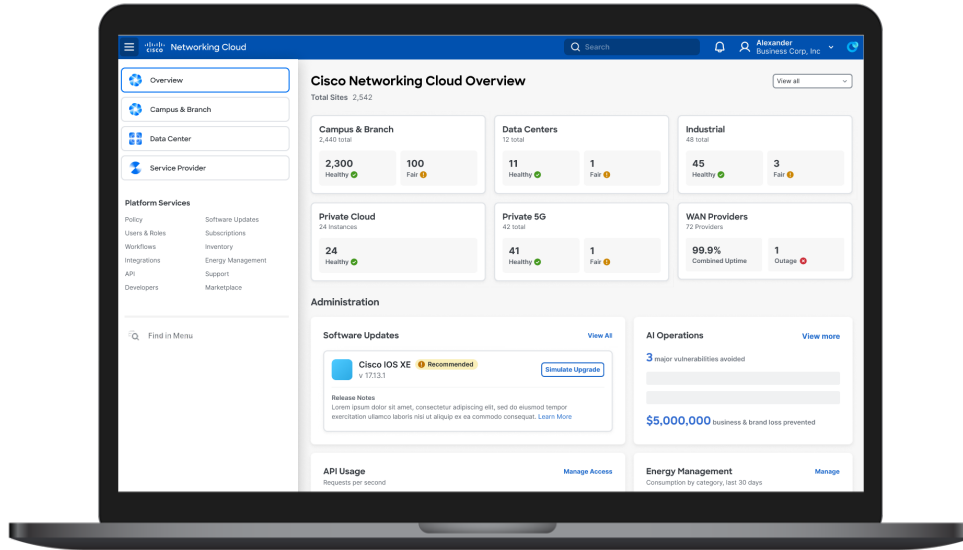 CISCO Networking Cloud
Search
Alexander
Business Corp, Inc
Overview
Campus & Branch
Data Center
Service Provider
Platform Services
Policy
Software Updates
Users & Roles
Subscriptions
Workflows
Inventory
Integrations
Energy Management
API
Support
Developers
Marketplace
Find in Menu
Cisco Networking Cloud Overview
View all
Total Sites 2,542
Campus & Branch
2,440 total
2,300
Healthy
100
Fair
Data Centers
12 total
11
Healthy
1
Fair
Industrial
48 total
45
Healthy
3
Fair
Private Cloud
24 Instances
24
Healthy
Private 5G
42 total
41
Healthy
1
Fair
WAN Providers
72 Providers
99.9%
Combined Uptime
1
Outage
Administration
Software Updates
View All
Cisco IOS XE Recommended
v 17.13.1
Simulate Upgrade
Release Notes
Lorem ipsum dolor sit amet, consectetur adipiscing elit, sed do eiusmod tempor
exercitation ullamco laboris nisi ut aliquip ex ea commodo consequat. Learn More
AI Operations
View more
3 major vulnerabilities avoided
$5,000,000 business & brand loss prevented
API Usage
Manage Access
Requests per second
Energy Management
Manage
Consumption by category, last 30 days